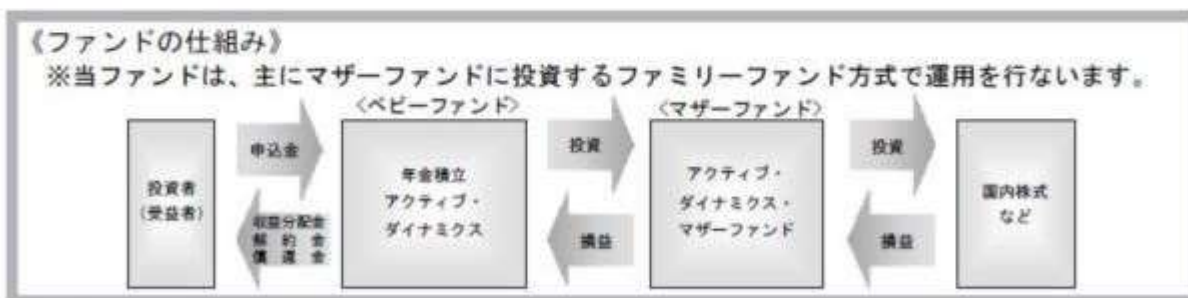 《ファンドの仕組み》
※当ファンドは、主にマザーファンドに投資するファミリーファンド方式で運用を行ないます。
〈ベビーファンド〉
〈マザーファンド〉
投資者
(受益者)
申込金
収益分配金
解約金
償還金
年金積立
アクティブ・
ダイナミクス
投資
損益
アクティブ・
ダイナミクス・
マザーファンド
投資
損益
国内株式
など